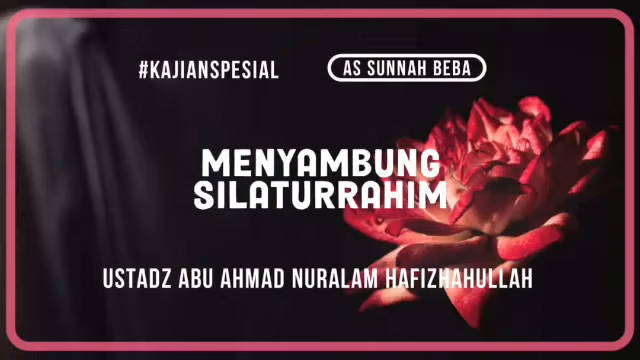 #KAJIANSPESIAL
AS SUNNAH BEBA
MENYAMBUNG
SILATURRAHIM
USTADZ ABU AHMAD NURALAM HAFIZHAHULLAH